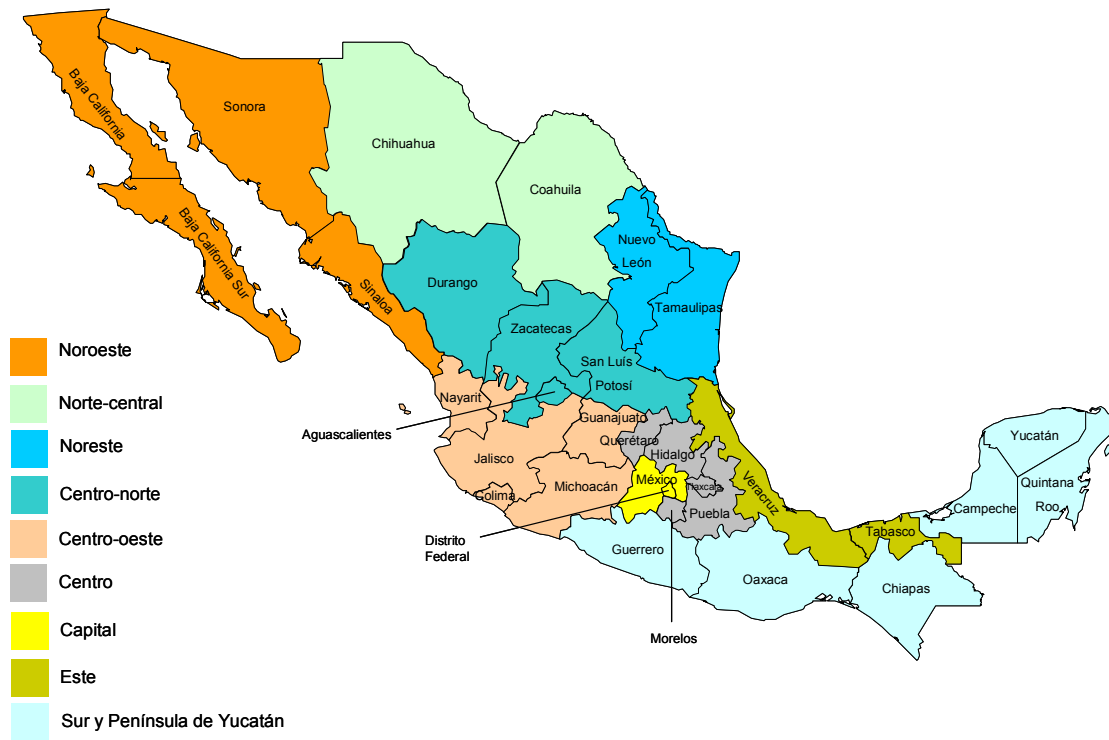 Baja California
Sonora
Chihuahua
Coahuila
Baja California Sur
Sinaloa
Durango
Nuevo
León
Tamaulipas
Zacatecas
San Luís
Potosí
Nayarit
Aguascalientes
Guanajuato
Querétaro
Hidalgo
Jalisco
Colima
Michoacán
México
Tlaxcala
Puebla
Veracruz
Distrito
Federal
Morelos
Guerrero
Oaxaca
Tabasco
Chiapas
Campeche
Yucatán
Quintana
Roo
Noroeste
Norte-central
Noreste
Centro-norte
Centro-oeste
Centro
Capital
Este
Sur y Península de Yucatán